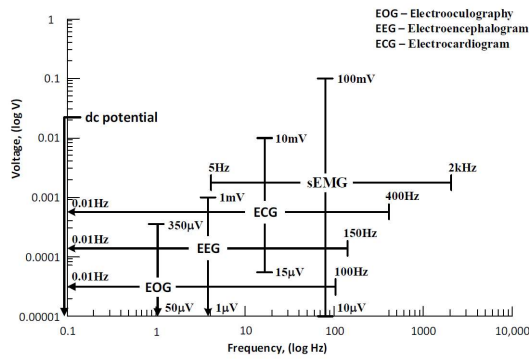 EOG – Electrooculography
EEG – Electroencephalogram
ECG – Electrocardiogram
1
100mV
0.1
dc potential
10mV
0.01
5Hz
sEMG
2kHz
1mV
400Hz
0.001
0.01Hz
ECG
350μV
150Hz
0.01Hz
EEG
0.0001
15μV
100Hz
0.01Hz
EOG
50μV
1μV
10μV
0.00001
0.1
1
10
100
1000
10,000
Voltage, (log V)
Frequency, (log Hz)